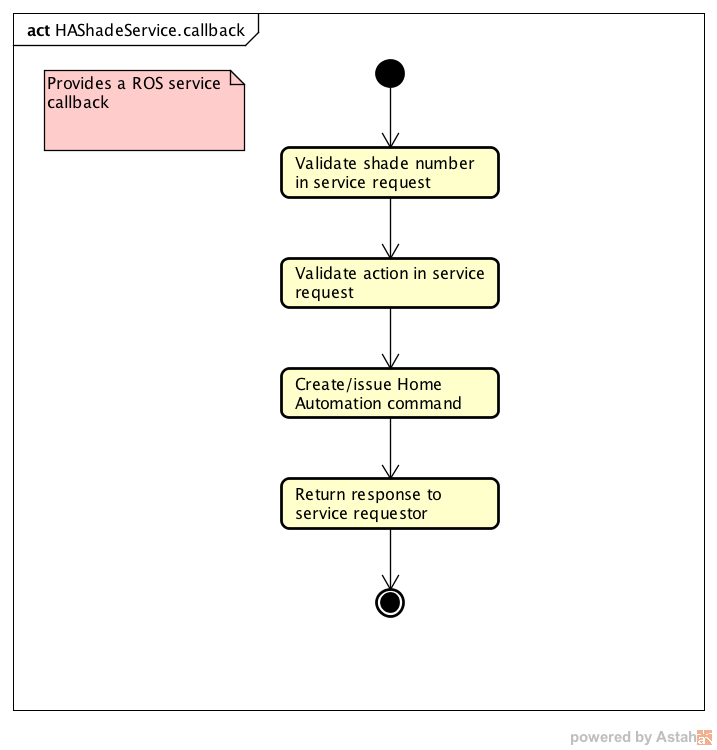 act HAShadeService.callback
Provides a ROS service
callback
Validate shade number
in service request
Validate action in service
request
Create/issue Home
Automation command
Return response to
service requestor
powered by Astah